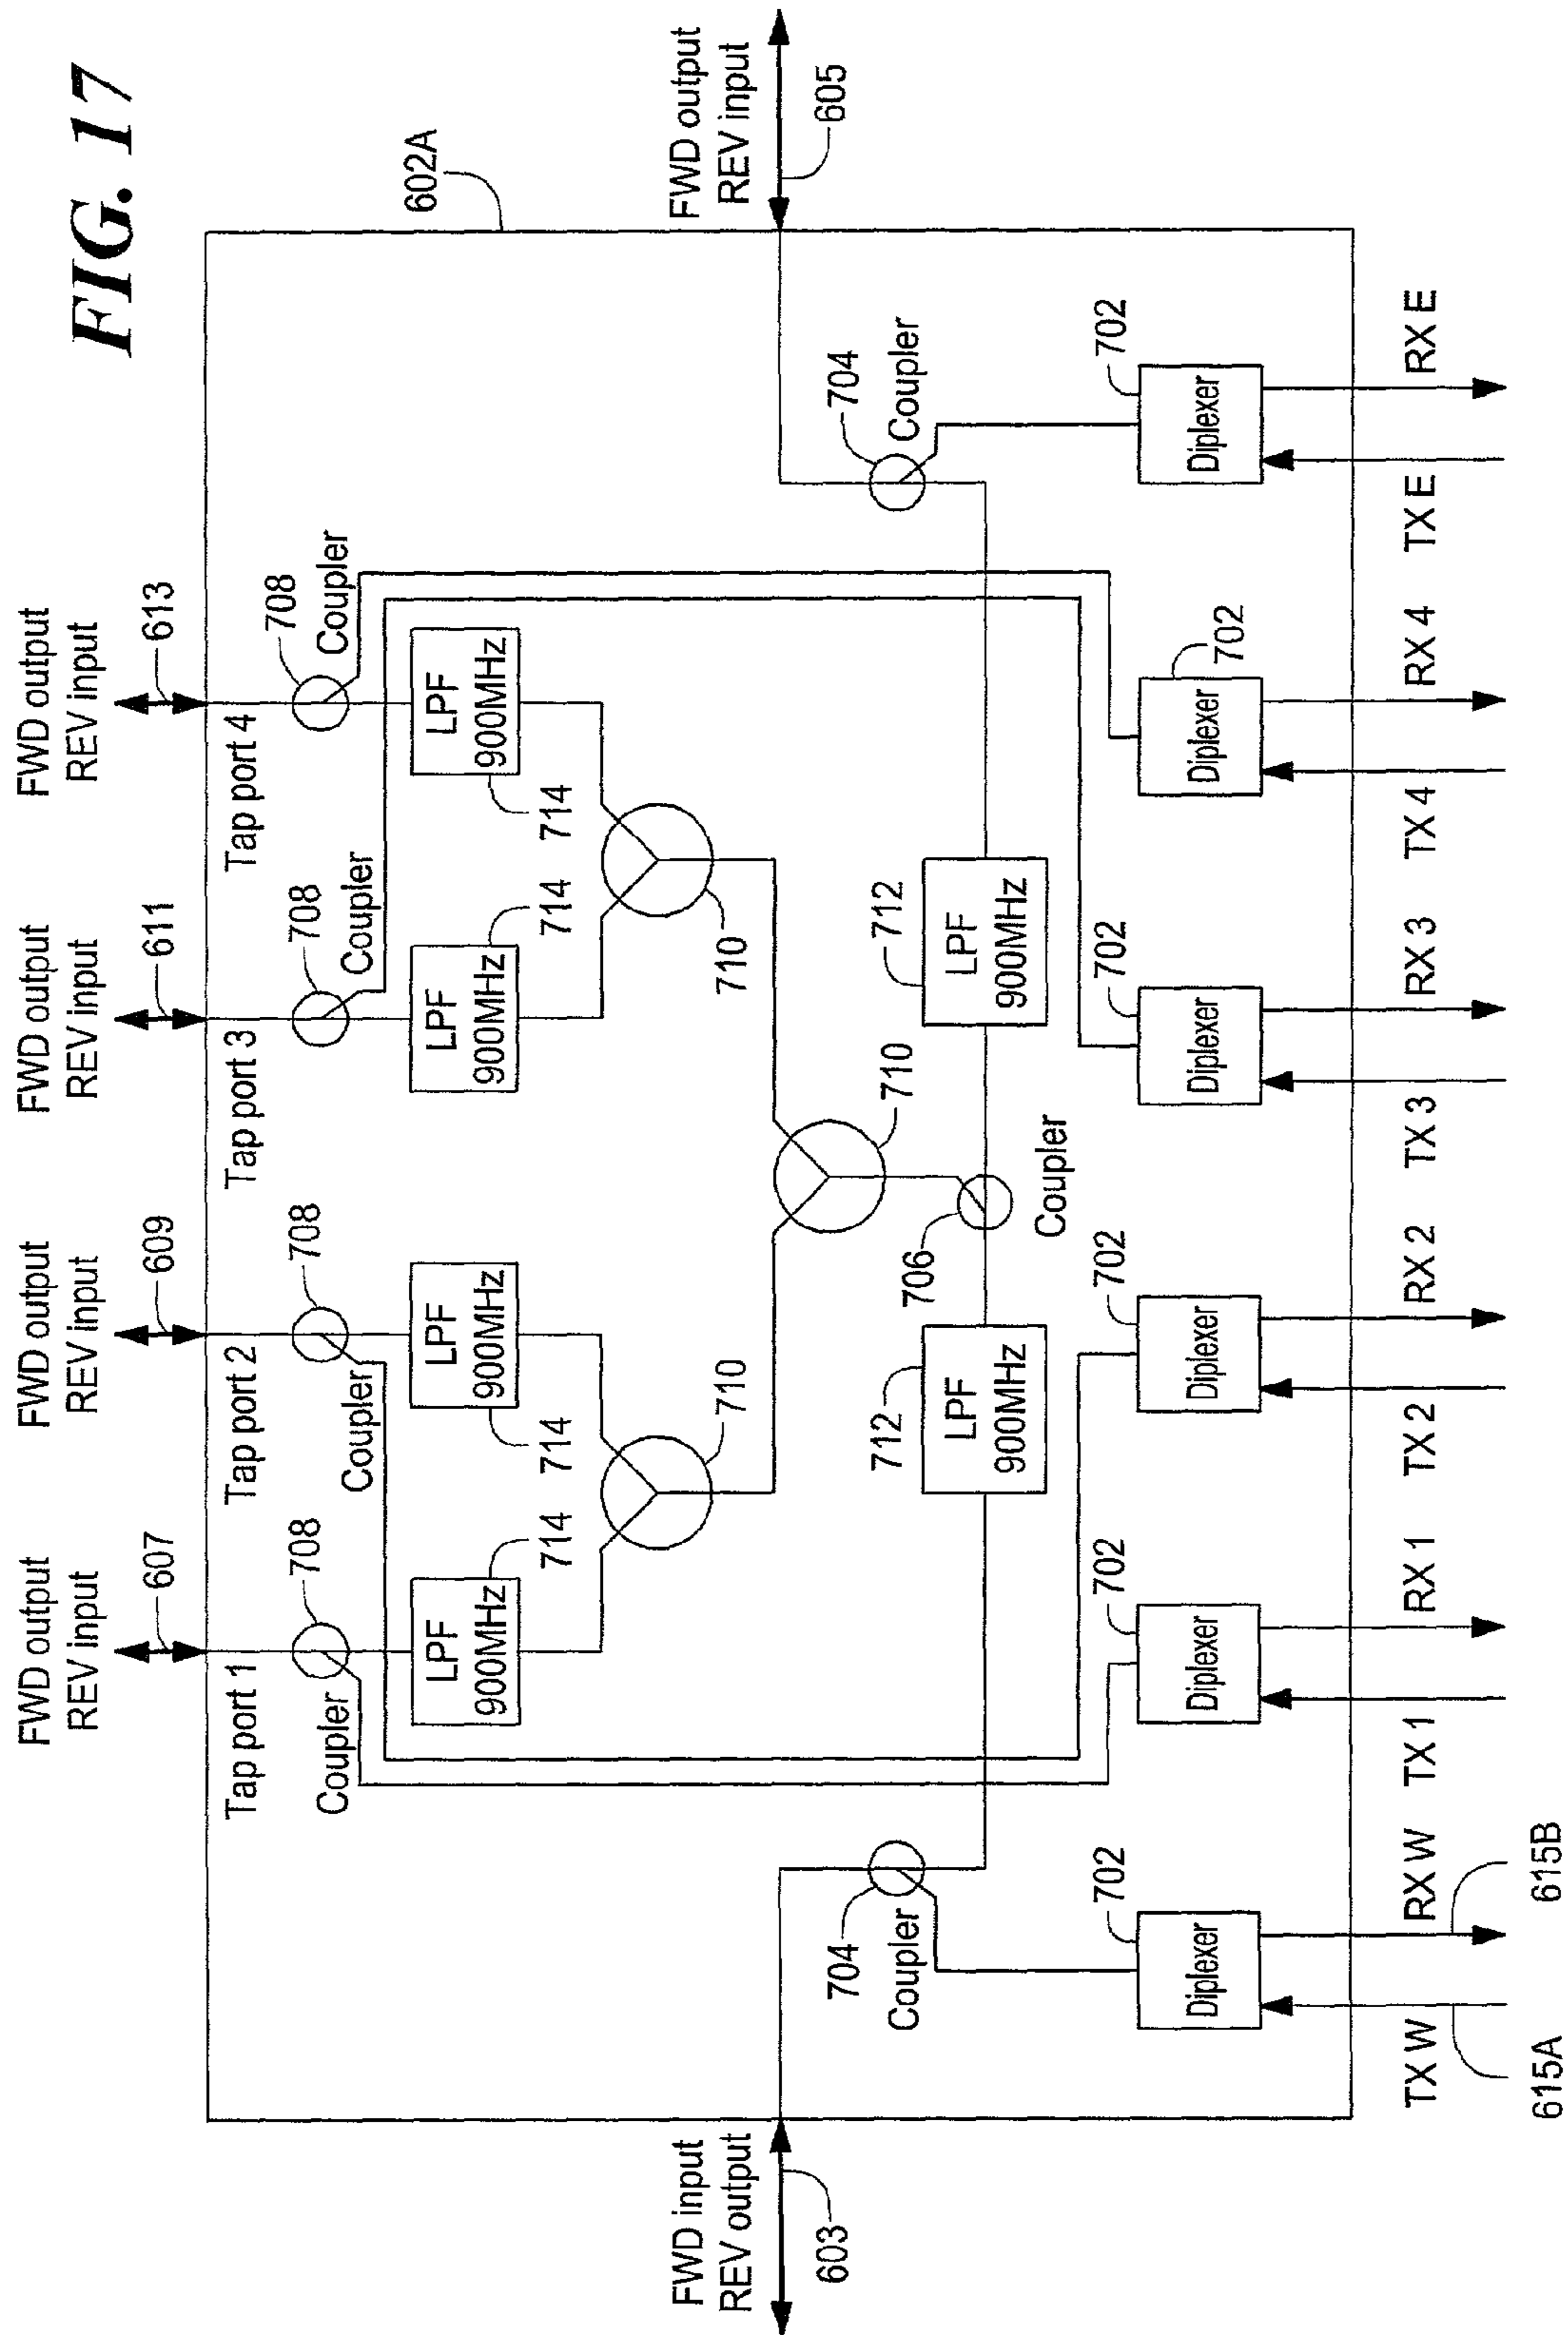 FIG. 17
FWD output
REV input
607
FWD output
REV input
609
FWD output
REV input
611
FWD output
REV input
613
602A
Tap port 1
Tap port 2
Tap port 3
Tap port 4
708
Coupler
708
Coupler
708
Coupler
708
Coupler
LPF
900MHz
714
LPF
900MHz
714
LPF
900MHz
714
LPF
900MHz
714
710
710
710
FWD input
REV output
603
FWD output
REV input
605
704
Coupler
712
LPF
900MHz
706
Coupler
712
LPF
900MHz
704
Coupler
702
Diplexer
702
Diplexer
702
Diplexer
702
Diplexer
702
Diplexer
702
Diplexer
TX W
RX W
TX 1
RX 1
TX 2
RX 2
TX 3
RX 3
TX 4
RX 4
TX E
RX E
615A
615B